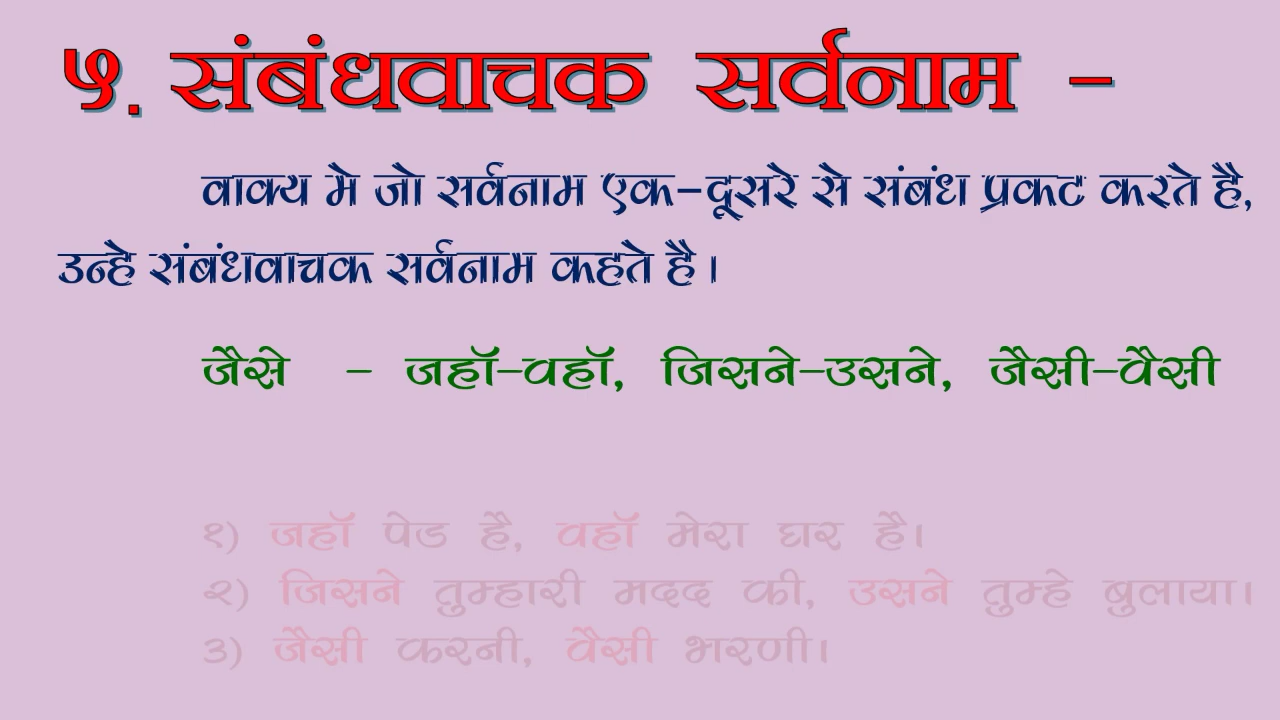 ५. संबंधवाचक सर्वनाम -
वाक्य मे जो सर्वनाम एक-दूसरे से संबंध प्रकट करते है,
उन्हे संबंधवाचक सर्वनाम कहते है।
जैसे - जहॉ-वहॉ, जिसने-उसने, जैसी-वैसी
१) जहॉ पेड है, वहॉ मेरा घर है।
२) जिसने तुम्हारी मदद की, उसने तुम्हे बुलाया।
३) जैसी करनी, वैसी भरणी।